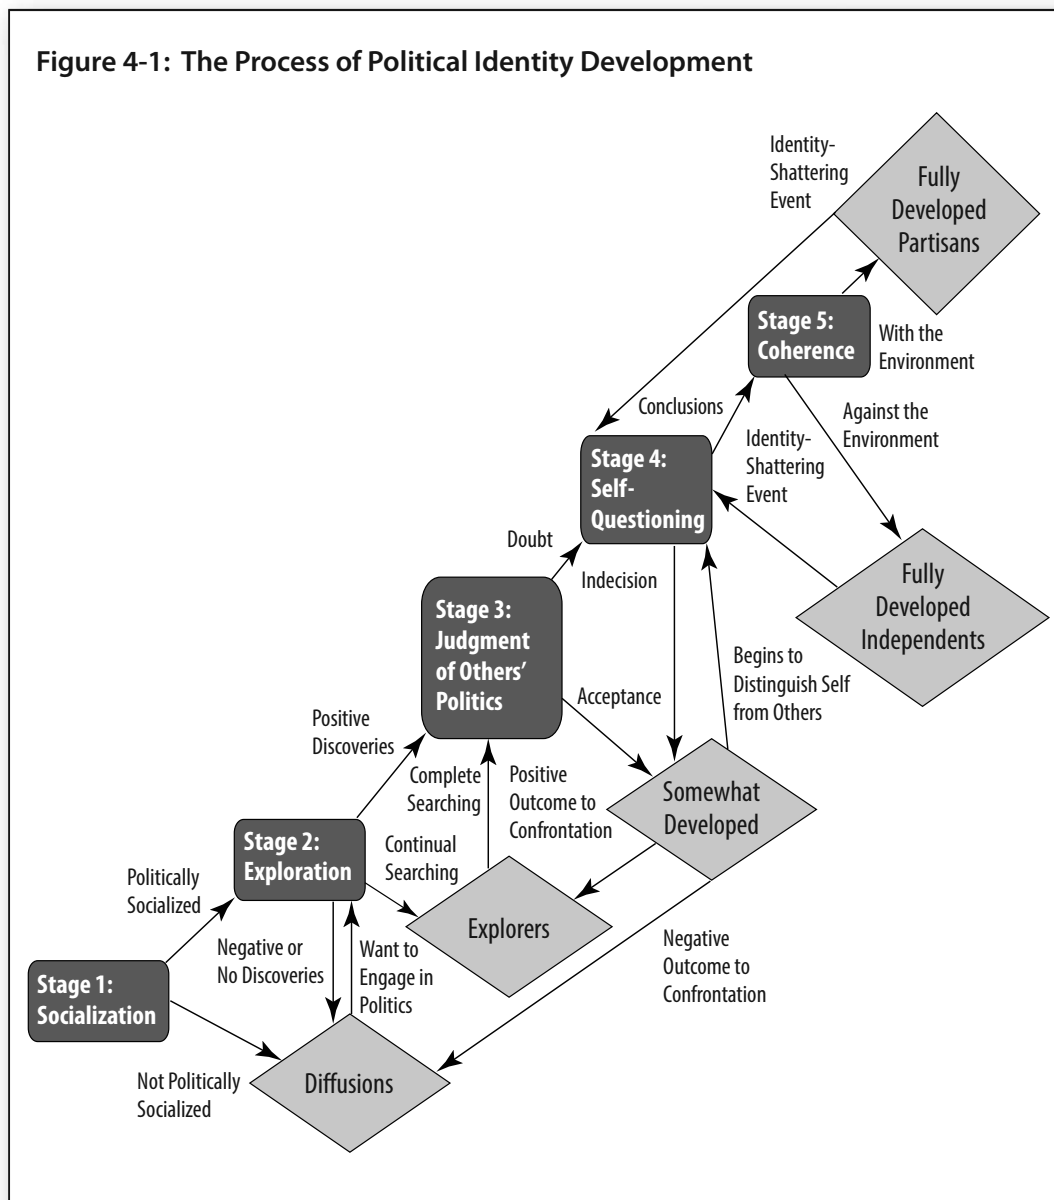 Figure 4-1: The Process of Political Identity Development
Identity-
Shattering
Event
Fully
Developed
Partisans
Stage 5:
Coherence
With the
Environment
Conclusions
Against the
Environment
Identity-
Shattering
Event
Stage 4:
Self-
Questioning
Doubt
Indecision
Fully
Developed
Independents
Stage 3:
Judgment
of Others’
Politics
Begins to
Distinguish Self
from Others
Acceptance
Positive
Discoveries
Complete
Searching
Positive
Outcome to
Confrontation
Somewhat
Developed
Stage 2:
Exploration
Continual
Searching
Politically
Socialized
Explorers
Negative or
No Discoveries
Want to
Engage in
Politics
Negative
Outcome to
Confrontation
Stage 1:
Socialization
Not Politically
Socialized
Diffusions